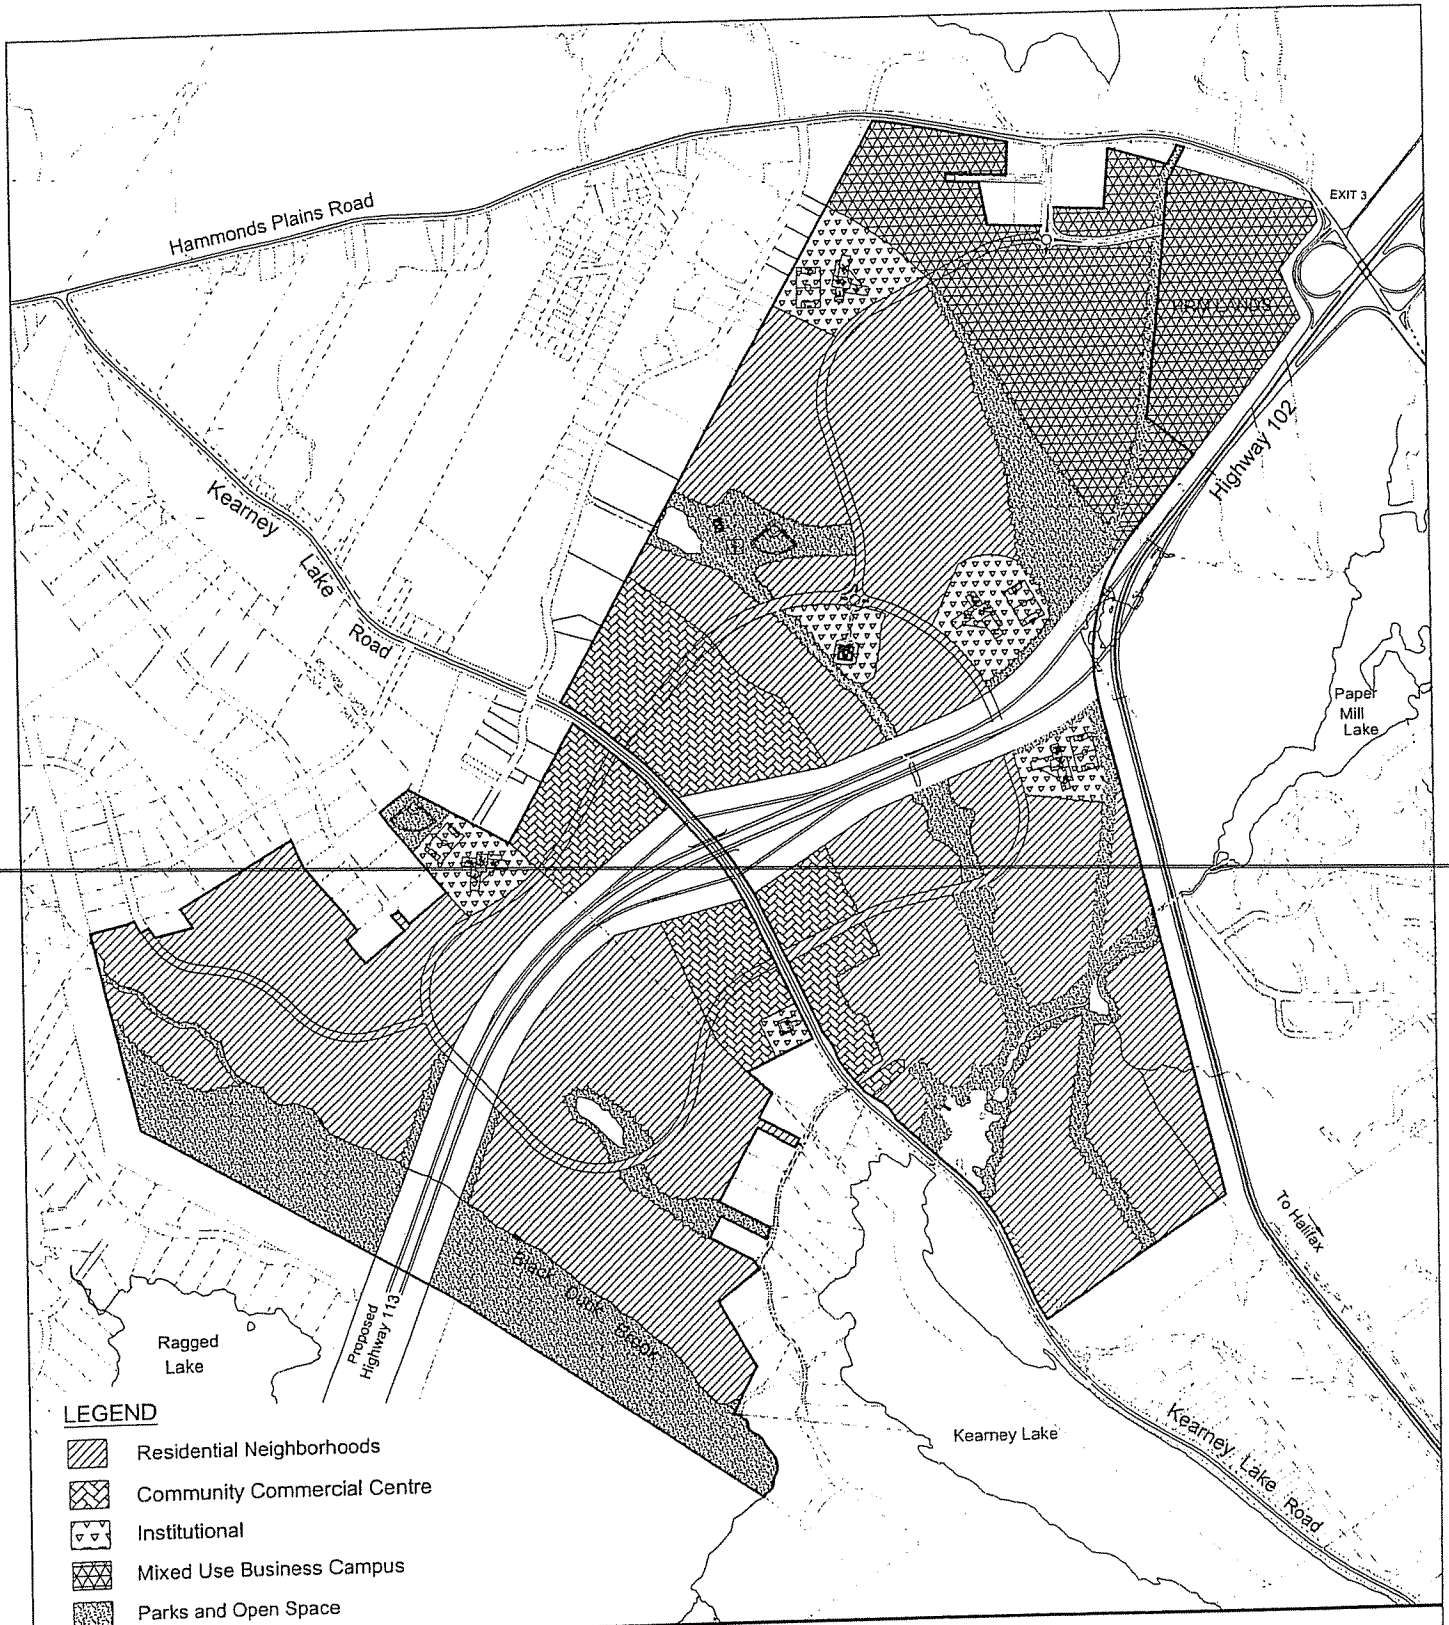 Hammonds Plains Road
EXIT 3
HRM LANDS
Highway 102
Kearney
Lake
Road
Paper
Mill
Lake
To Halifax
Black Duck Brook
Proposed
Highway 113
Ragged
Lake
Kearney Lake
Kearney Lake Road
LEGEND
Residential Neighborhoods
Community Commercial Centre
Institutional
Mixed Use Business Campus
Parks and Open Space